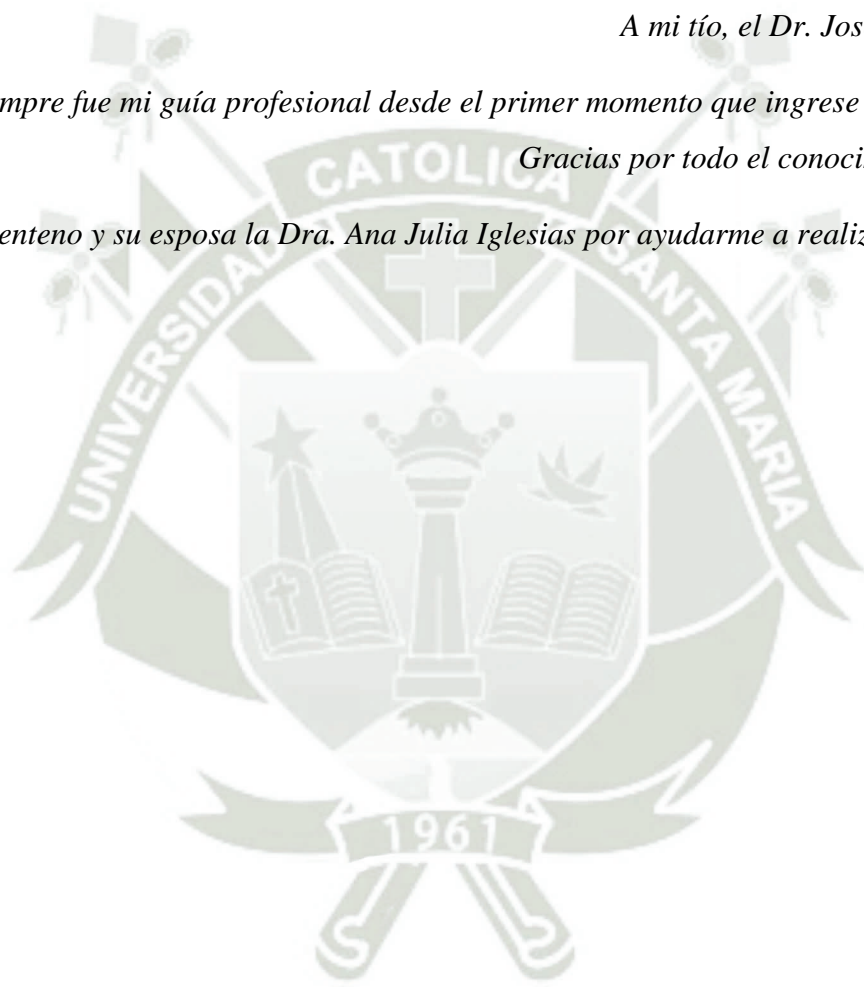 A mi tío, el Dr. Jos
mpre fue mi guía profesional desde el primer momento que ingrese
Gracias por todo el conoci
enteno y su esposa la Dra. Ana Julia Iglesias por ayudarme a realiz
UNIVERSIDAD CATOLICA SANTA MARIA
1961